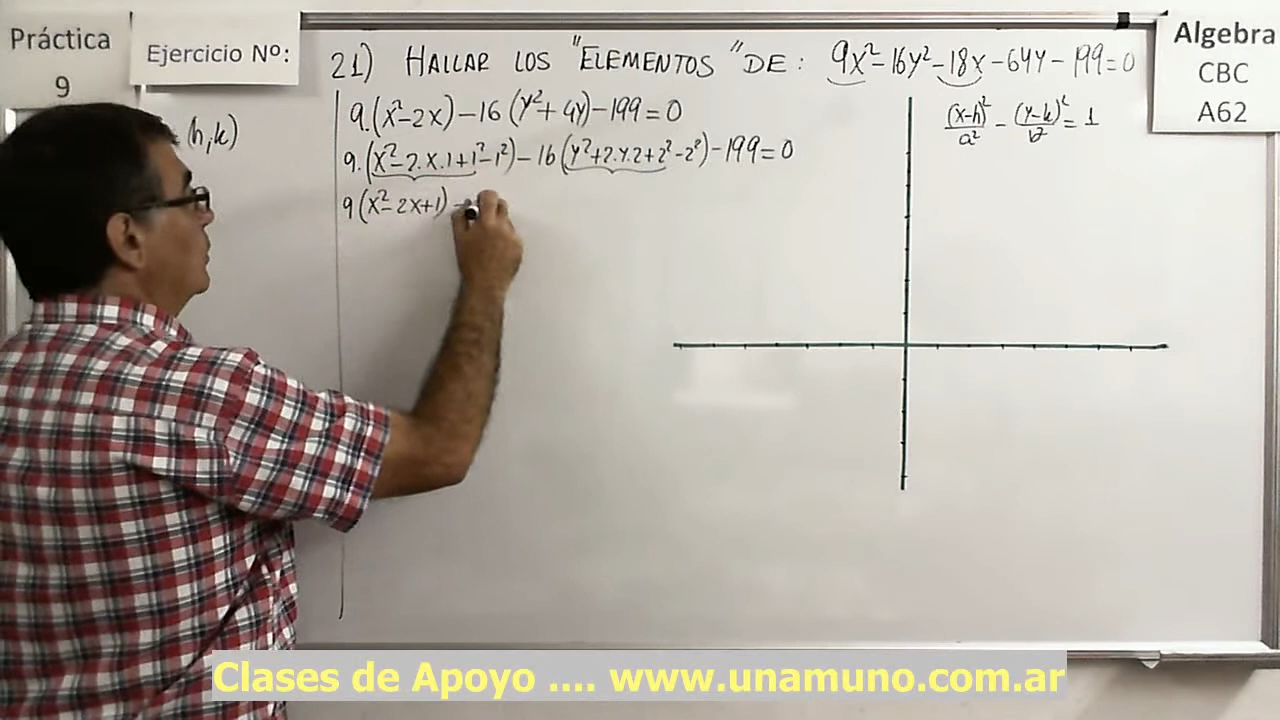 Práctica
9
Ejercicio Nº:
21) HALLAR LOS "ELEMENTOS" DE: 9x²-16y²-18x-64y-199=0
Algebra
CBC
A62
h,k)
9.(x²-2x)-16(y²+4y)-199=0
9.(x²-2.x.1+1²-1²)-16(y²+2.y.2+2²-2²)-199=0
9(x²-2x+1)-
(x-h)²/a² - (y-k)²/b² = 1
Clases de Apoyo .... www.unamuno.com.ar